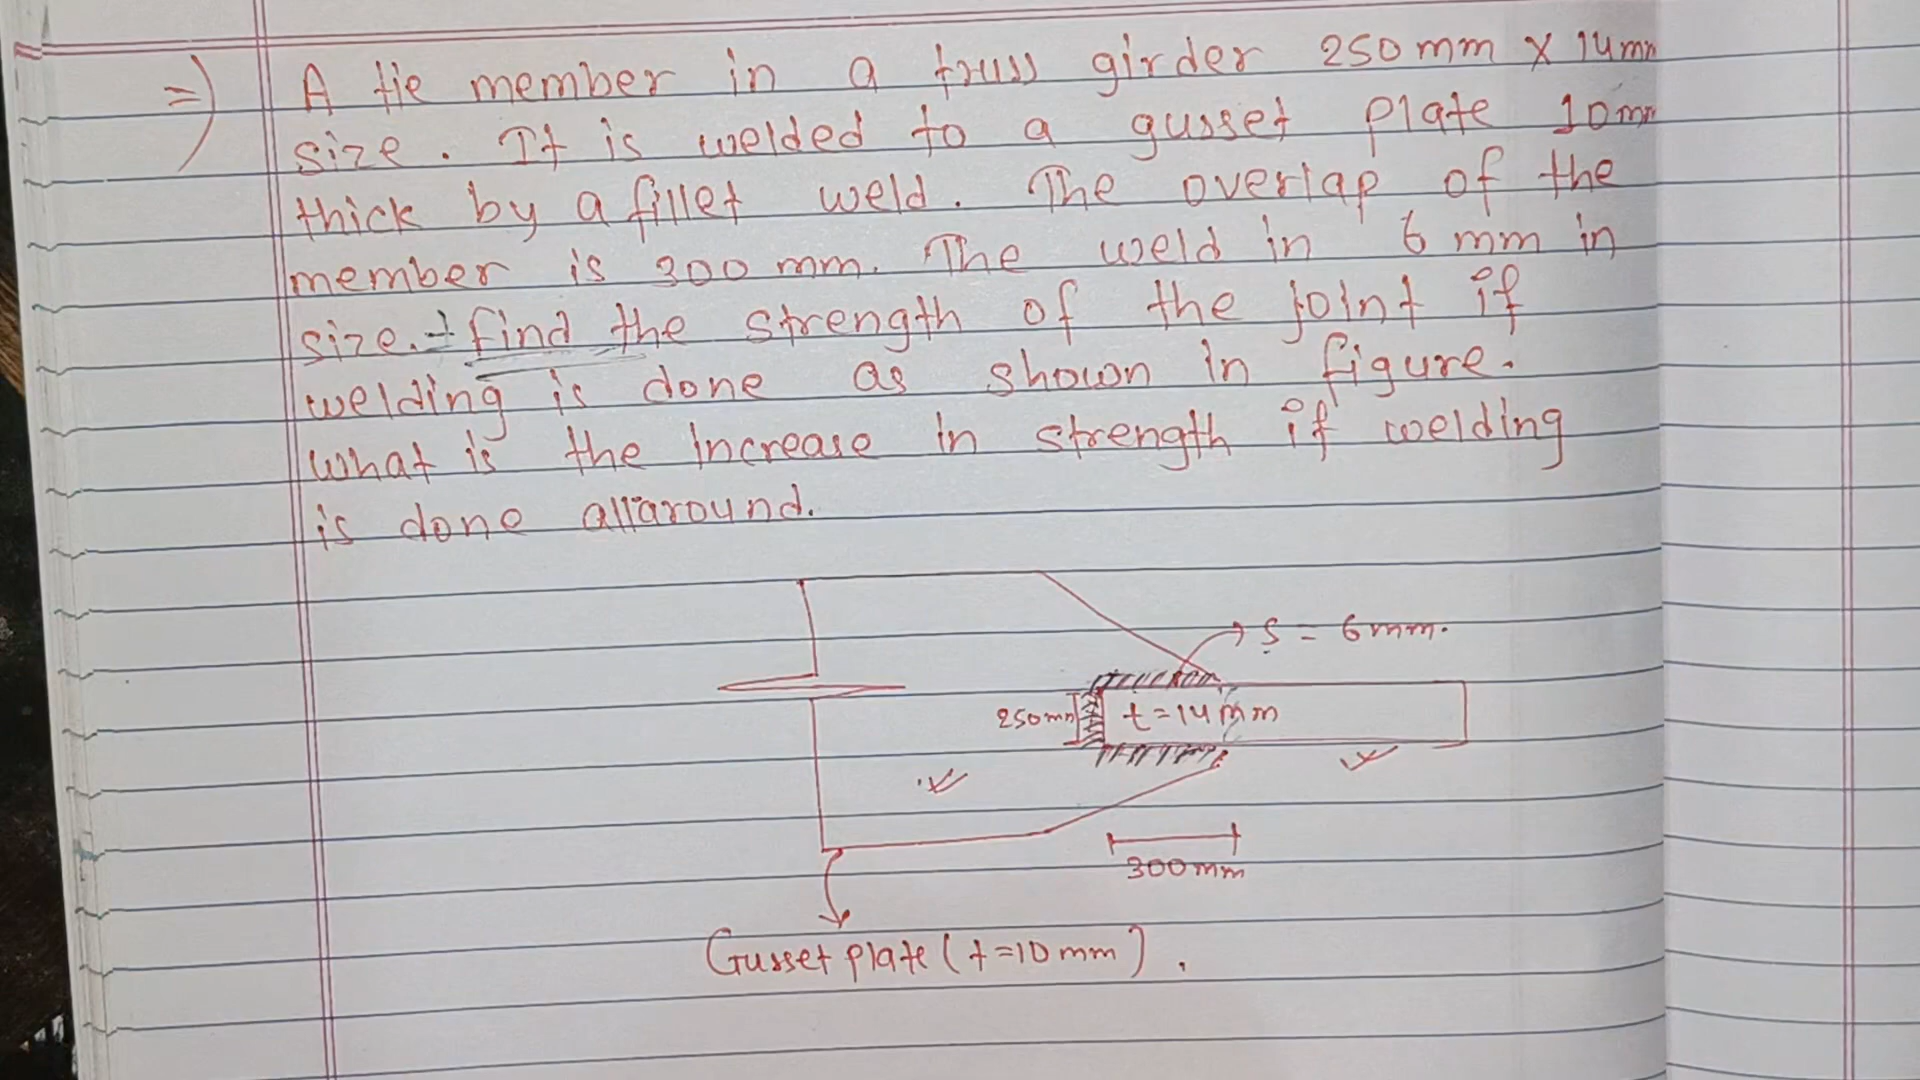 =) A tie member in a truss girder 250 mm x 14 mm
size. It is welded to a gusset plate 10 mm
thick by a fillet weld. The overlap of the
member is 300 mm. The weld in 6 mm in
size. find the strength of the joint if
welding is done as shown in figure.
what is the increase in strength if welding
is done allaround.
S = 6 mm.
250 mm
t = 14 mm
300 mm
Gusset plate (t = 10 mm).